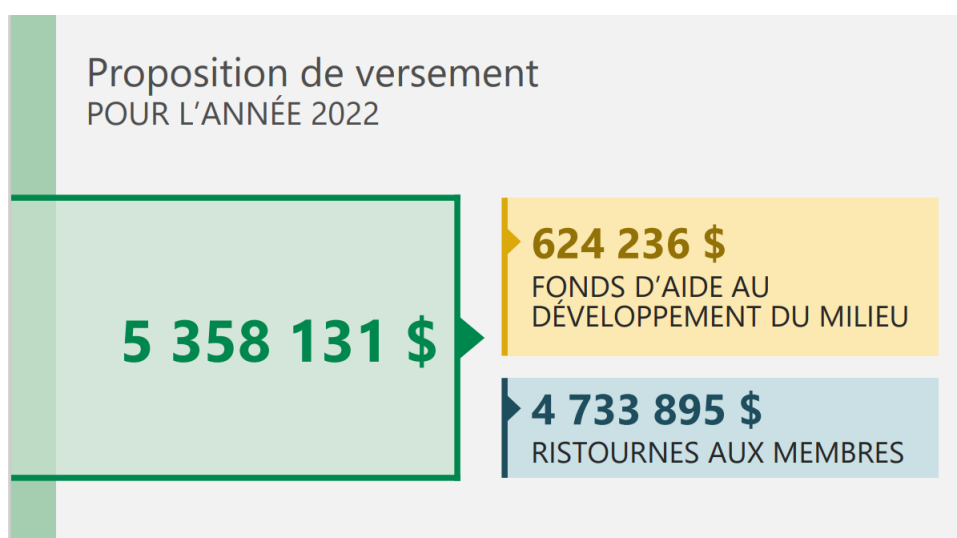 Proposition de versement
POUR L’ANNÉE 2022
5 358 131 $
624 236 $
FONDS D’AIDE AU
DÉVELOPPEMENT DU MILIEU
4 733 895 $
RISTOURNES AUX MEMBRES